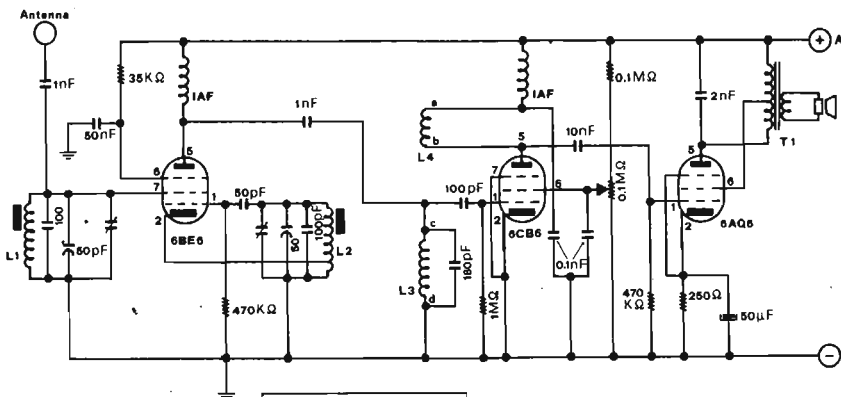 Antenna
1nF
35KΩ
50nF
IAF
1nF
5
6
7
1
2
6BE6
50pF
L1
100
50pF
470KΩ
50
100pF
L2
L4
a
b
IAF
5
7
6
1
2
6CB6
100pF
c
d
L3
180pF
1MΩ
0.1nF
10nF
0.1MΩ
0.1MΩ
470
KΩ
2nF
5
6
1
2
6AQ5
250Ω
50µF
T1
+
A
−